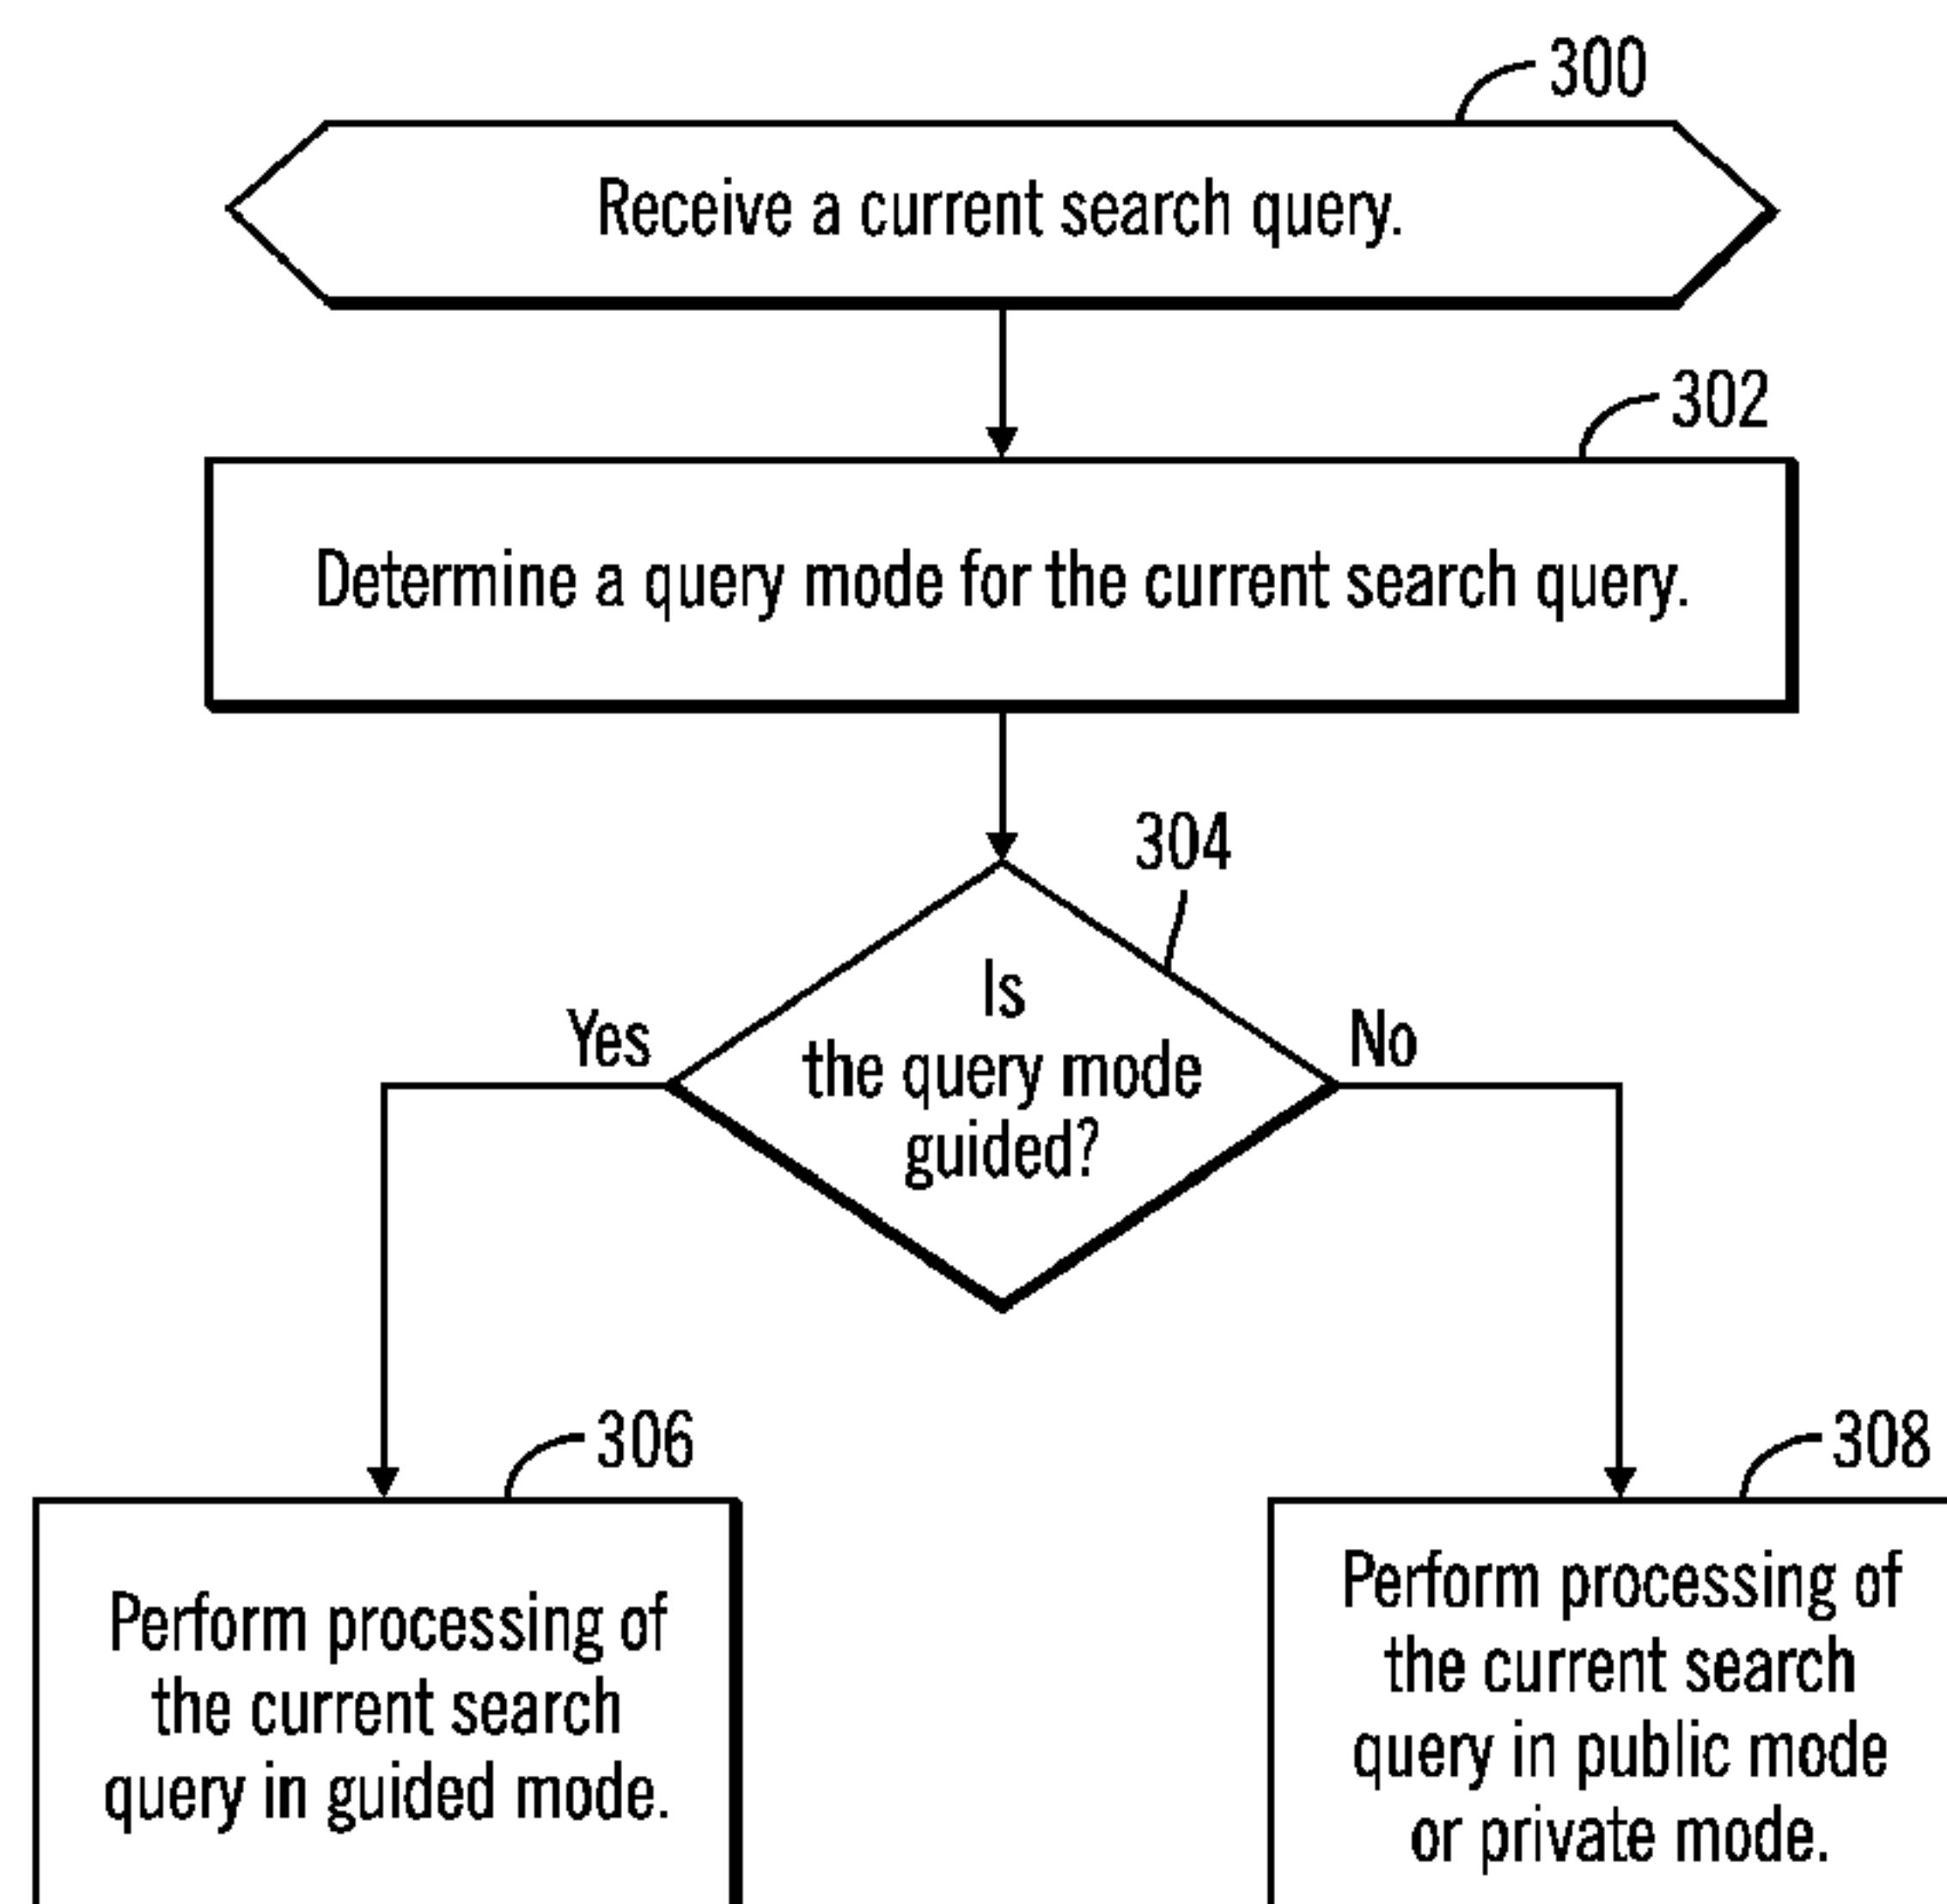 300
Receive a current search query.
302
Determine a query mode for the current search query.
304
Is
the query mode
guided?
Yes
No
306
Perform processing of
the current search
query in guided mode.
308
Perform processing of
the current search
query in public mode
or private mode.